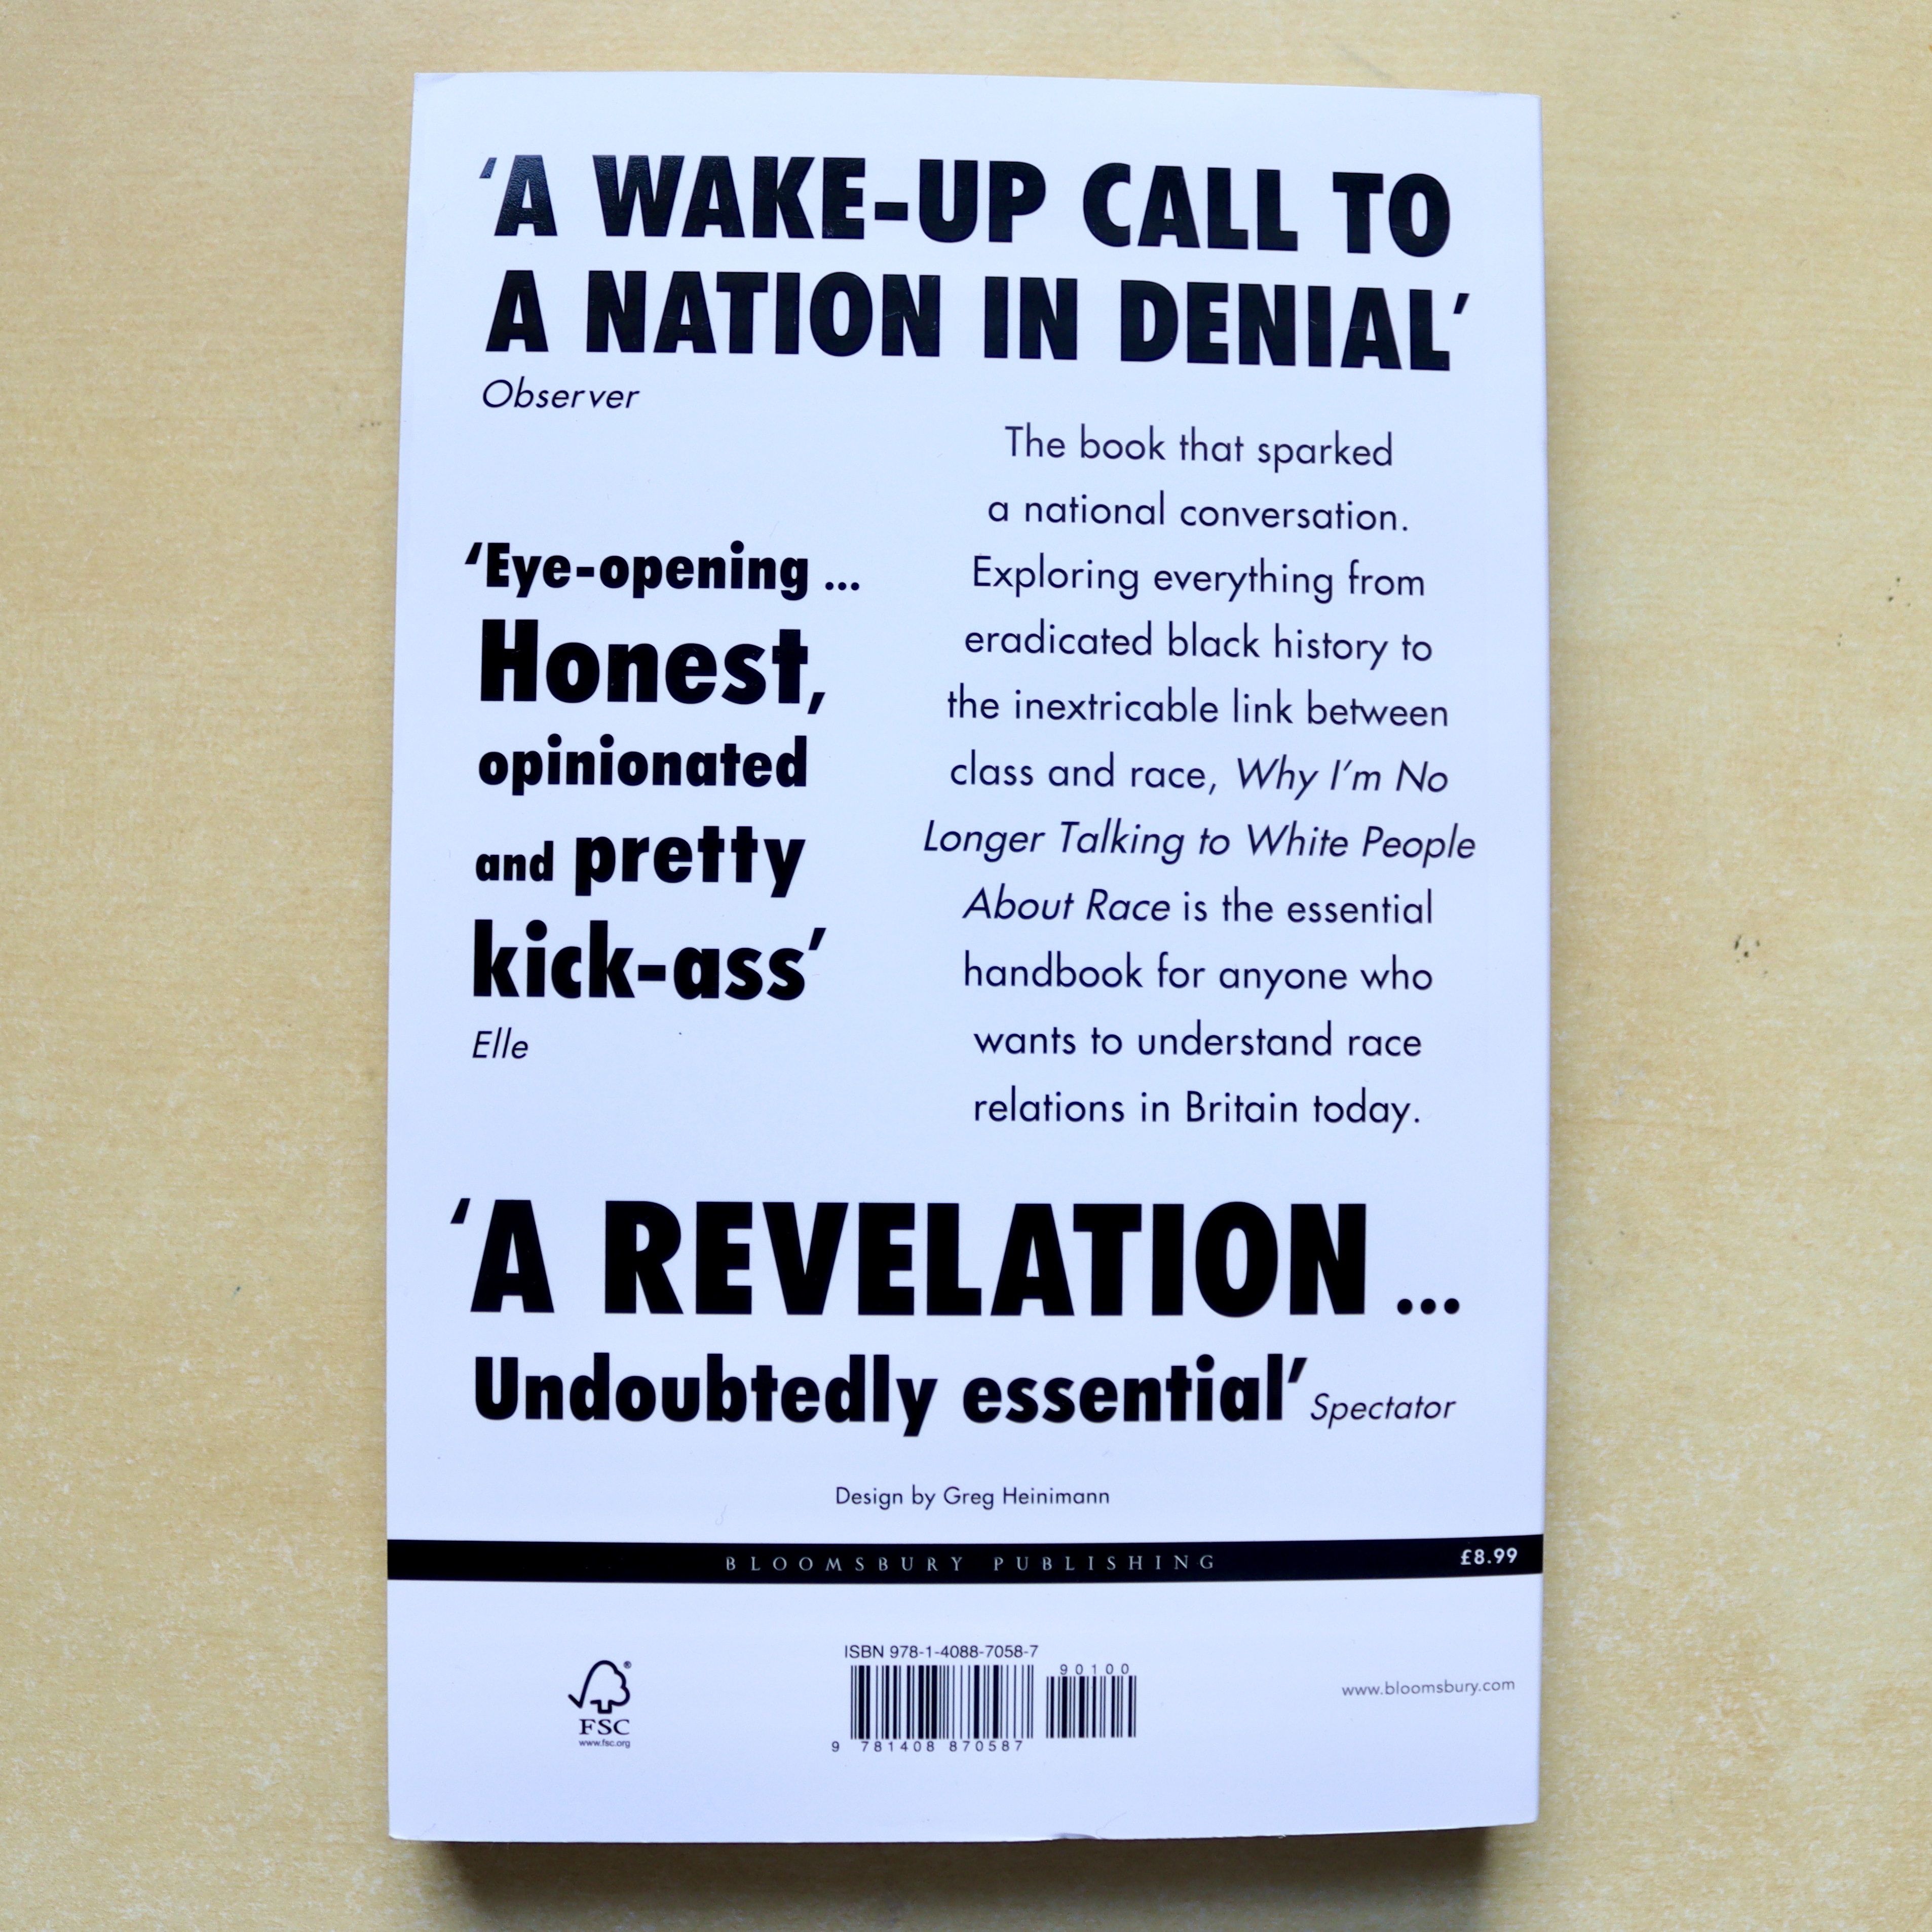 ‘A WAKE-UP CALL TO
A NATION IN DENIAL’
Observer
‘Eye-opening ...
Honest,
opinionated
and pretty
kick-ass’
Elle
The book that sparked
a national conversation.
Exploring everything from
eradicated black history to
the inextricable link between
class and race, Why I’m No
Longer Talking to White People
About Race is the essential
handbook for anyone who
wants to understand race
relations in Britain today.
‘A REVELATION ...
Undoubtedly essential’ Spectator
Design by Greg Heinimann
BLOOMSBURY PUBLISHING £8.99
ISBN 978-1-4088-7058-7
90100
9 781408 870587
FSC
www.fsc.org
www.bloomsbury.com